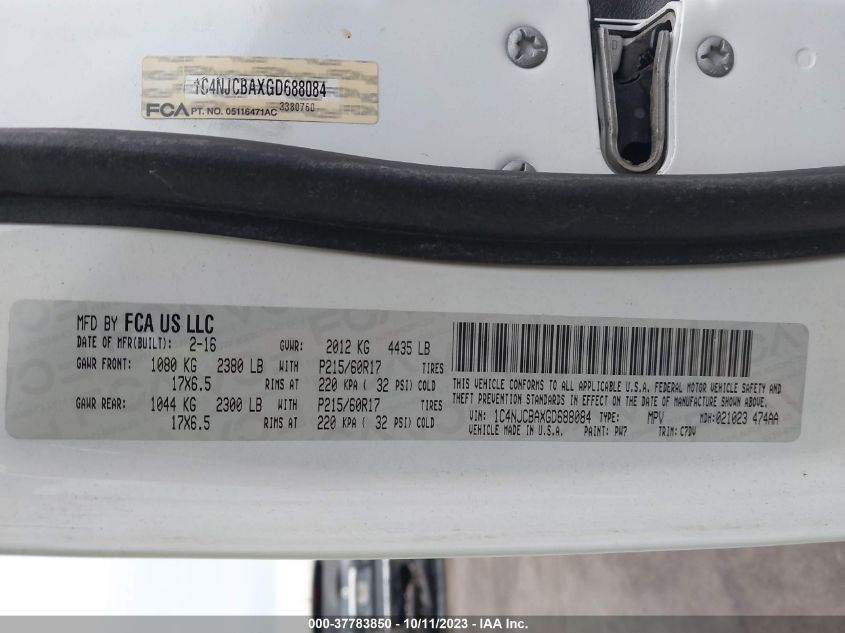 1C4NJCBAXGD688084
3380760
FCA PT. NO. 05116471AC
MFD BY FCA US LLC
DATE OF MFR(BUILT): 2-16 GVWR: 2012 KG 4435 LB
GAWR FRONT: 1080 KG 2380 LB WITH P215/60R17 TIRES
17X6.5 RIMS AT 220 KPA ( 32 PSI) COLD
GAWR REAR: 1044 KG 2300 LB WITH P215/60R17 TIRES
17X6.5 RIMS AT 220 KPA ( 32 PSI) COLD
THIS VEHICLE CONFORMS TO ALL APPLICABLE U.S.A. FEDERAL MOTOR VEHICLE SAFETY AND
THEFT PREVENTION STANDARDS IN EFFECT ON THE DATE OF MANUFACTURE SHOWN ABOVE.
VIN: 1C4NJCBAXGD688084 TYPE: MPV MDH:021023 474AA
VEHICLE MADE IN U.S.A. PAINT: PW7 TRIM: C7DV
000-37783850 - 10/11/2023 - IAA Inc.